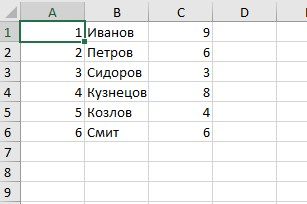 A B C D
1 1 Иванов 9
2 2 Петров 6
3 3 Сидоров 3
4 4 Кузнецов 8
5 5 Козлов 4
6 6 Смит 6
7
8
9